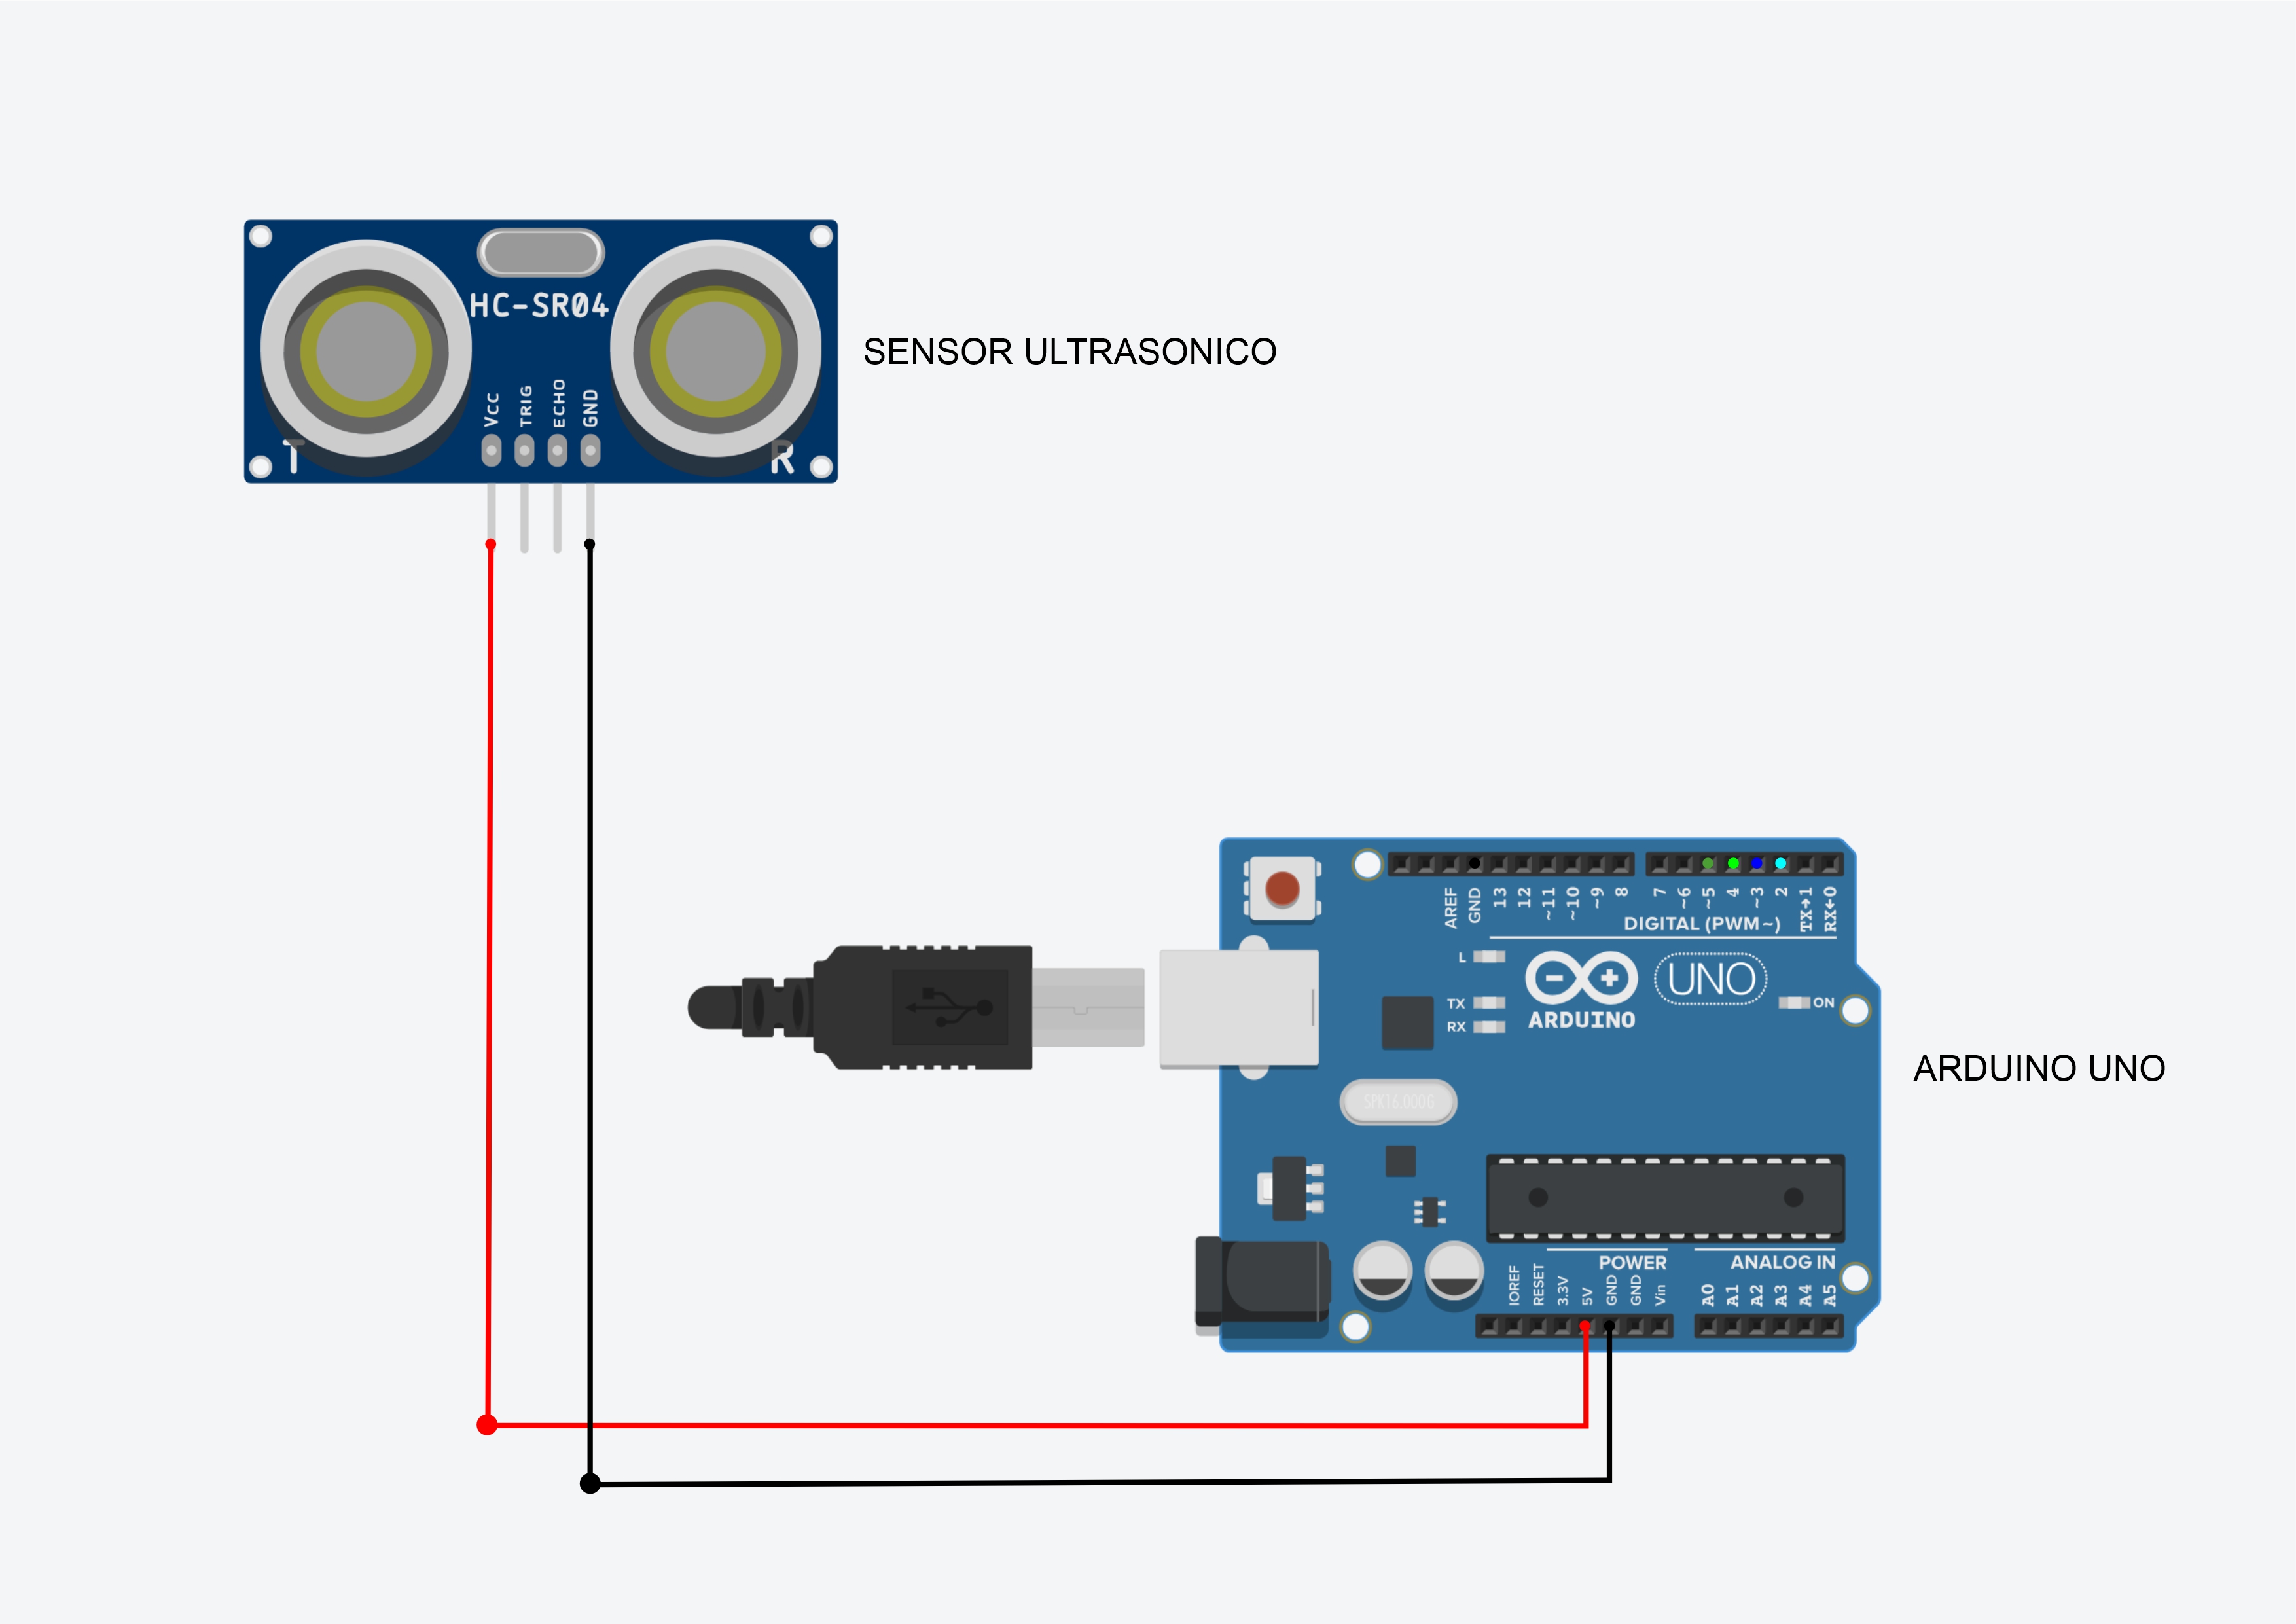 HC-SR04
SENSOR ULTRASONICO
Vcc TRIG ECHO GND
T R
AREF GND 13 12 ~11 ~10 ~9 8 7 ~6 ~5 4 ~3 2 TX→1 RX←0
DIGITAL (PWM~)
L
UNO
TX ON
RX ARDUINO
ARDUINO UNO
SPK16.000G
POWER ANALOG IN
IOREF RESET 3.3V 5V GND GND Vin A0 A1 A2 A3 A4 A5